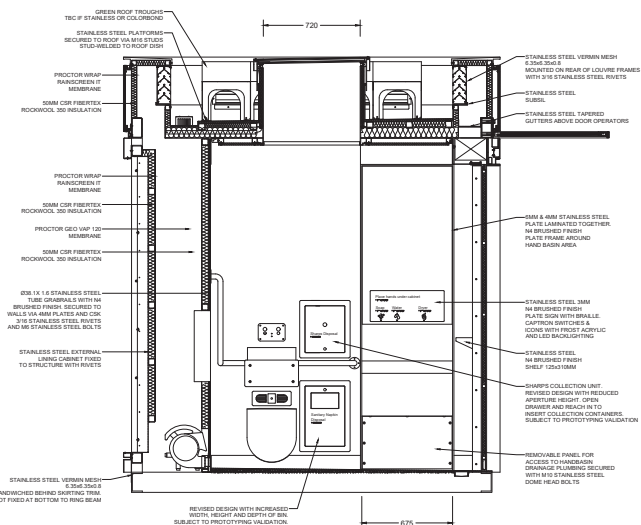 GREEN ROOF TROUGHS
TBC IF STAINLESS OR COLORBOND
STAINLESS STEEL PLATFORMS
SECURED TO ROOF VIA M16 STUDS
STUD-WELDED TO ROOF DISH
PROCTOR WRAP
RAINSCREEN IT
MEMBRANE
50MM CSR FIBERTEX
ROCKWOOL 350 INSULATION
PROCTOR WRAP
RAINSCREEN IT
MEMBRANE
50MM CSR FIBERTEX
ROCKWOOL 350 INSULATION
PROCTOR GEO VAP 120
MEMBRANE
50MM CSR FIBERTEX
ROCKWOOL 350 INSULATION
Ø38.1X 1.6 STAINLESS STEEL
TUBE GRABRAILS WITH N4
BRUSHED FINISH. SECURED TO
WALLS VIA 4MM PLATES AND CSK
3/16 STAINLESS STEEL RIVETS
AND M6 STAINLESS STEEL BOLTS
STAINLESS STEEL EXTERNAL
LINING CABINET FIXED
TO STRUCTURE WITH RIVETS
STAINLESS STEEL VERMIN MESH
6.35x6.35x0.8
ANDWICHED BEHIND SKIRTING TRIM.
OT FIXED AT BOTTOM TO RING BEAM
720
Please hands under cabinet
Soap Water Dryer
Sharps Disposal
Sanitary Napkin
Disposal
REVISED DESIGN WITH INCREASED
WIDTH, HEIGHT AND DEPTH OF BIN.
SUBJECT TO PROTOTYPING VALIDATION.
675
STAINLESS STEEL VERMIN MESH
6.35x6.35x0.8
MOUNTED ON REAR OF LOUVRE FRAMES
WITH 3/16 STAINLESS STEEL RIVETS
STAINLESS STEEL
SUBSIL
STAINLESS STEEL TAPERED
GUTTERS ABOVE DOOR OPERATORS
6MM & 4MM STAINLESS STEEL
PLATE LAMINATED TOGETHER.
N4 BRUSHED FINISH
PLATE FRAME AROUND
HAND BASIN AREA
STAINLESS STEEL 3MM
N4 BRUSHED FINISH
PLATE SIGN WITH BRAILLE.
CAPTRON SWITCHES &
ICONS WITH FROST ACRYLIC
AND LED BACKLIGHTING
STAINLESS STEEL
N4 BRUSHED FINISH
SHELF 125x310MM
SHARPS COLLECTION UNIT.
REVISED DESIGN WITH REDUCED
APERTURE HEIGHT. OPEN
DRAWER AND REACH IN TO
INSERT COLLECTION CONTAINERS.
SUBJECT TO PROTOTYPING VALIDATION
REMOVABLE PANEL FOR
ACCESS TO HANDBASIN
DRAINAGE PLUMBING SECURED
WITH M10 STAINLESS STEEL
DOME HEAD BOLTS